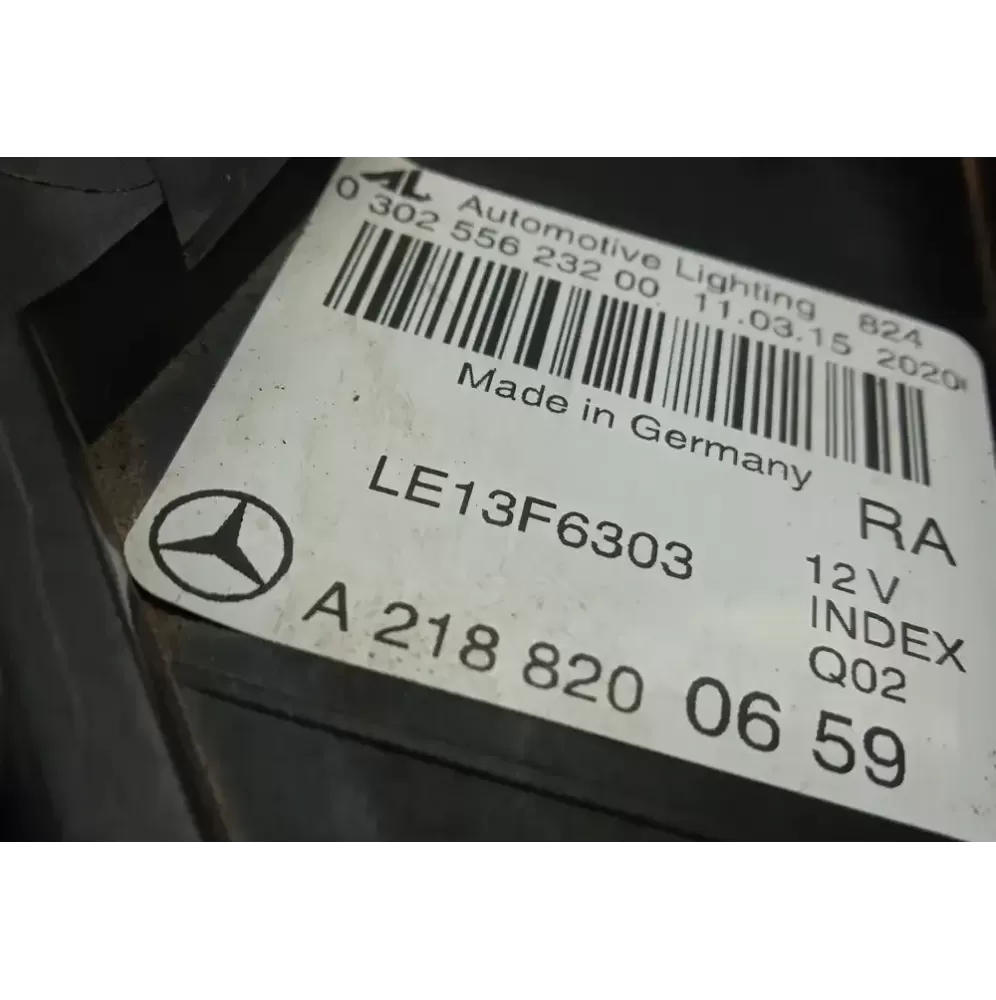 AL Automotive Lighting 824
0 302 556 232 00 11.03.15 2020
Made in Germany
LE13F6303
RA
12 V
INDEX
Q02
A 218 820 06 59